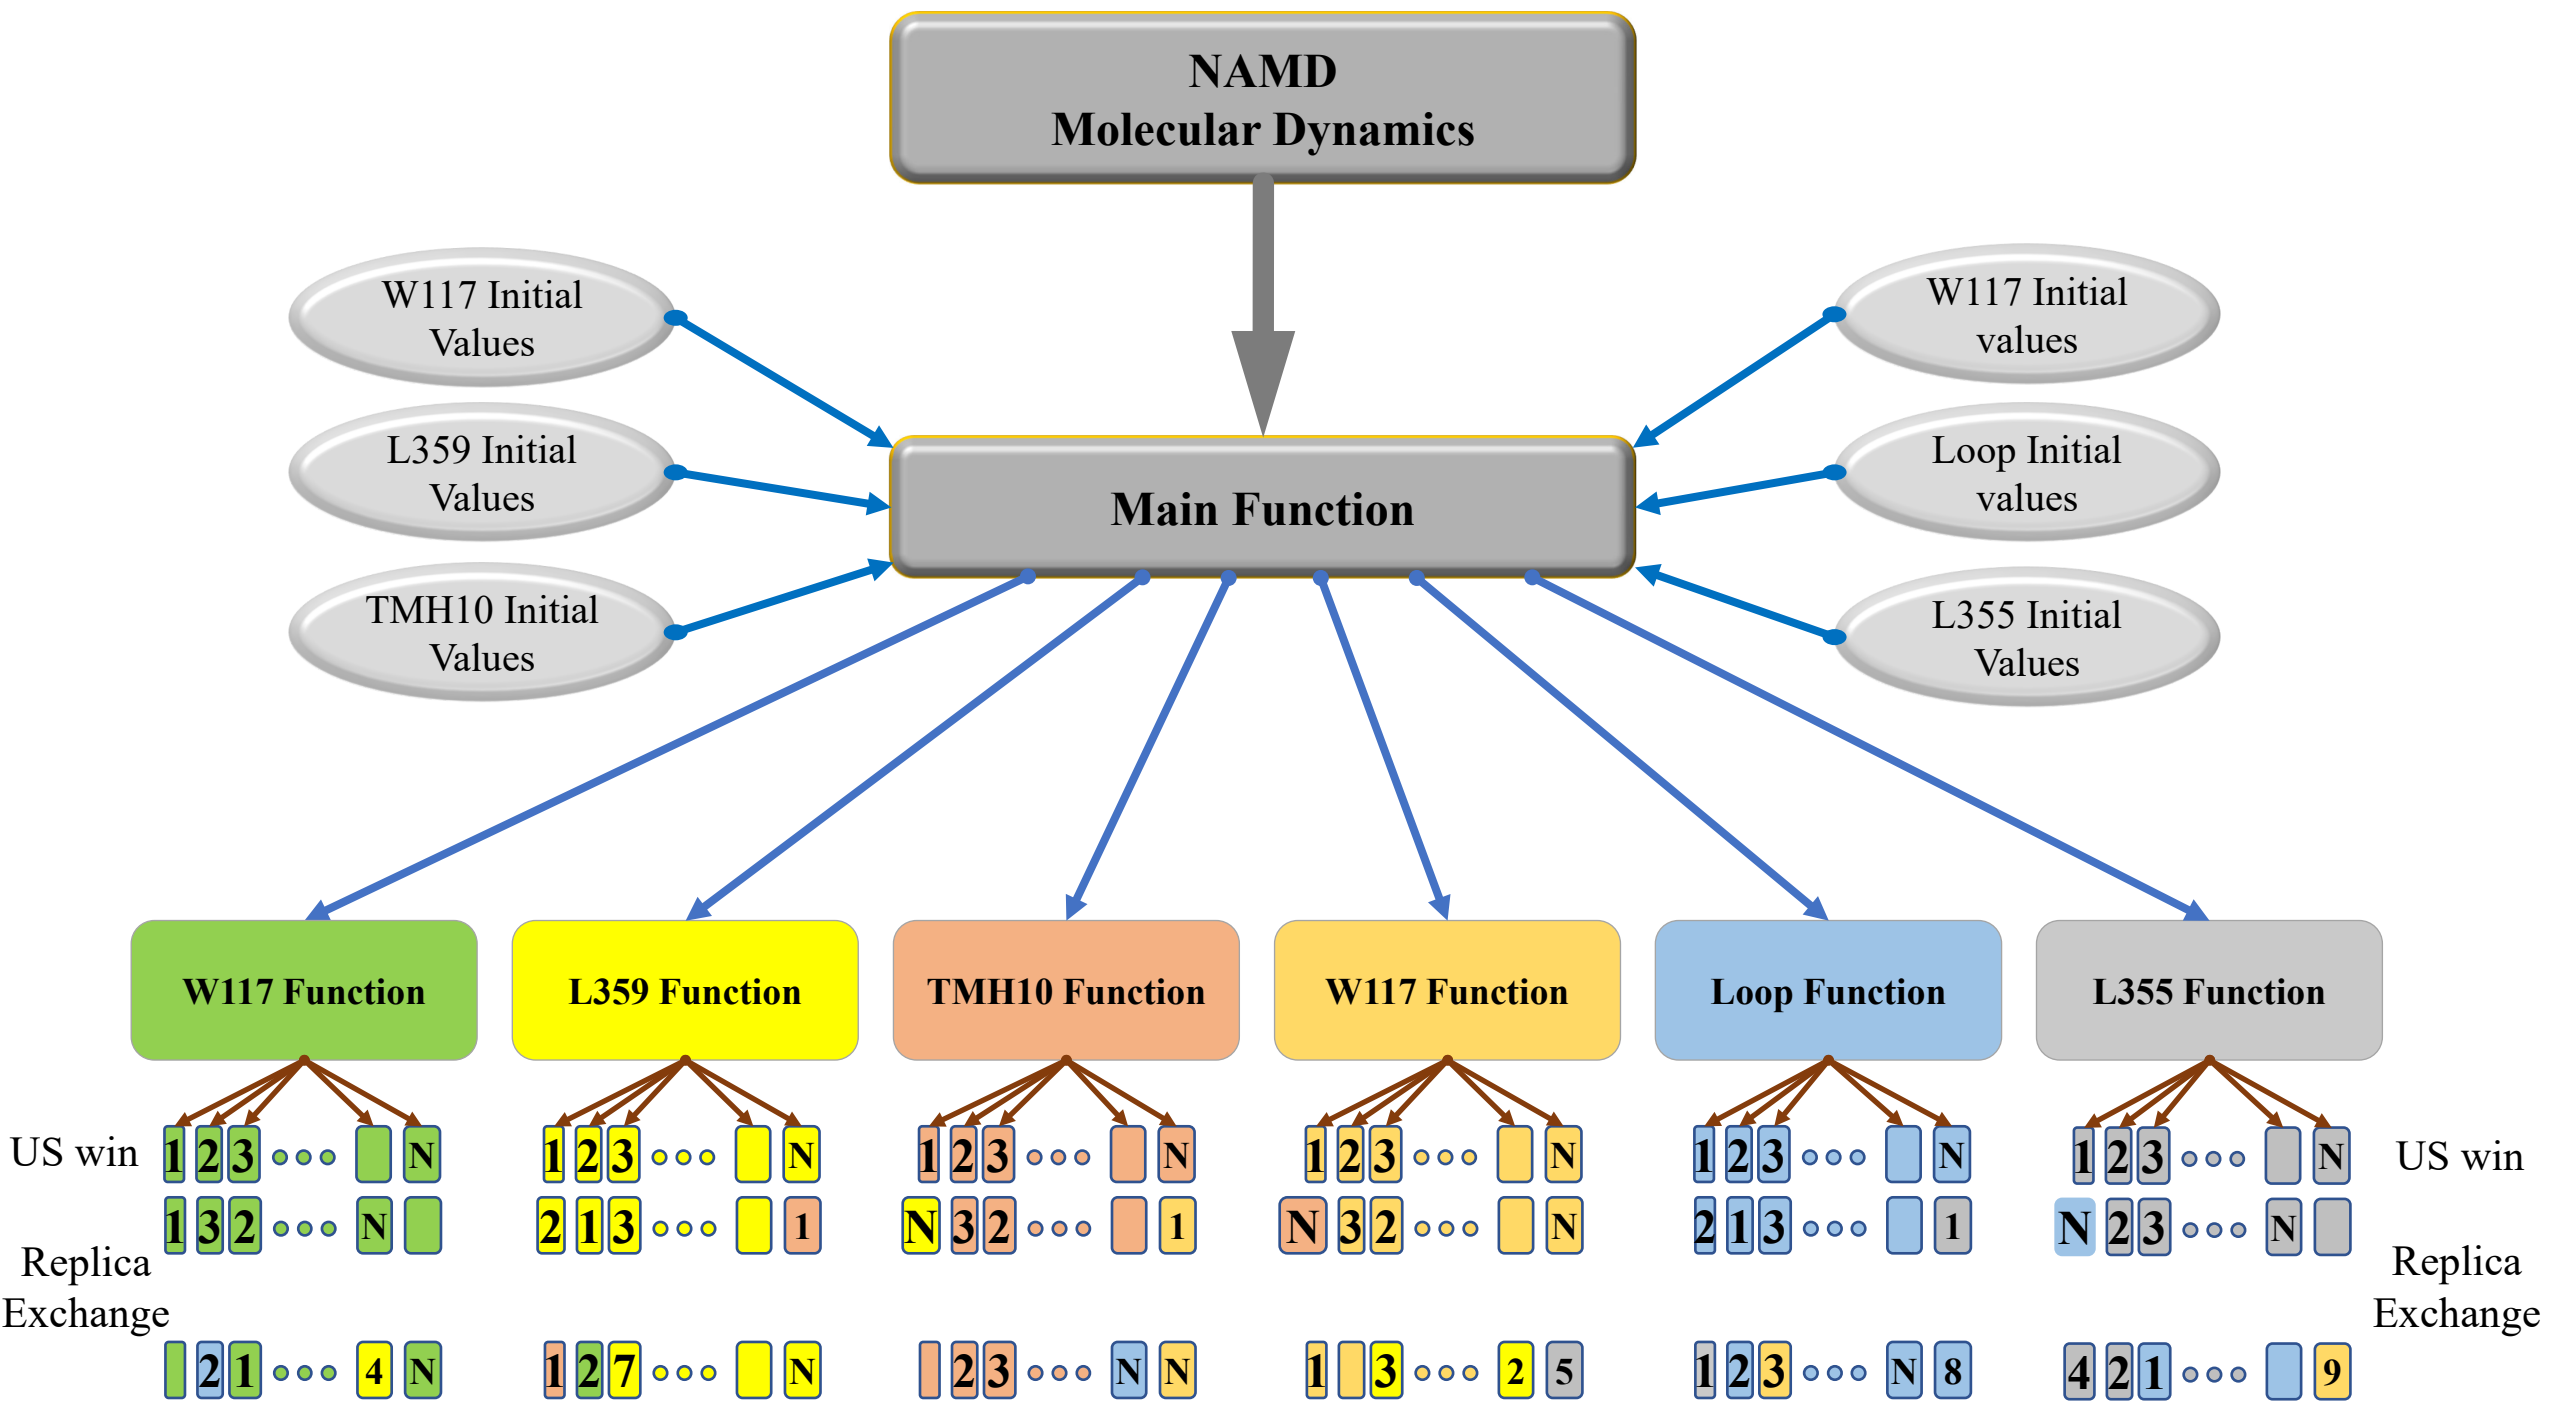 NAMD
Molecular Dynamics
W117 Initial
Values
W117 Initial
values
L359 Initial
Values
Loop Initial
values
Main Function
TMH10 Initial
Values
L355 Initial
Values
W117 Function
L359 Function
TMH10 Function
W117 Function
Loop Function
L355 Function
US win
1 2 3 N
1 2 3 N
1 2 3 N
1 2 3 N
1 2 3 N
1 2 3 N
US win
1 3 2 N
2 1 3 1
N 3 2 1
N 3 2 N
2 1 3 1
N 2 3 N
Replica
Exchange
Replica
Exchange
2 1 4 N
1 2 7 N
2 3 N N
1 3 2 5
1 2 3 N 8
4 2 1 9